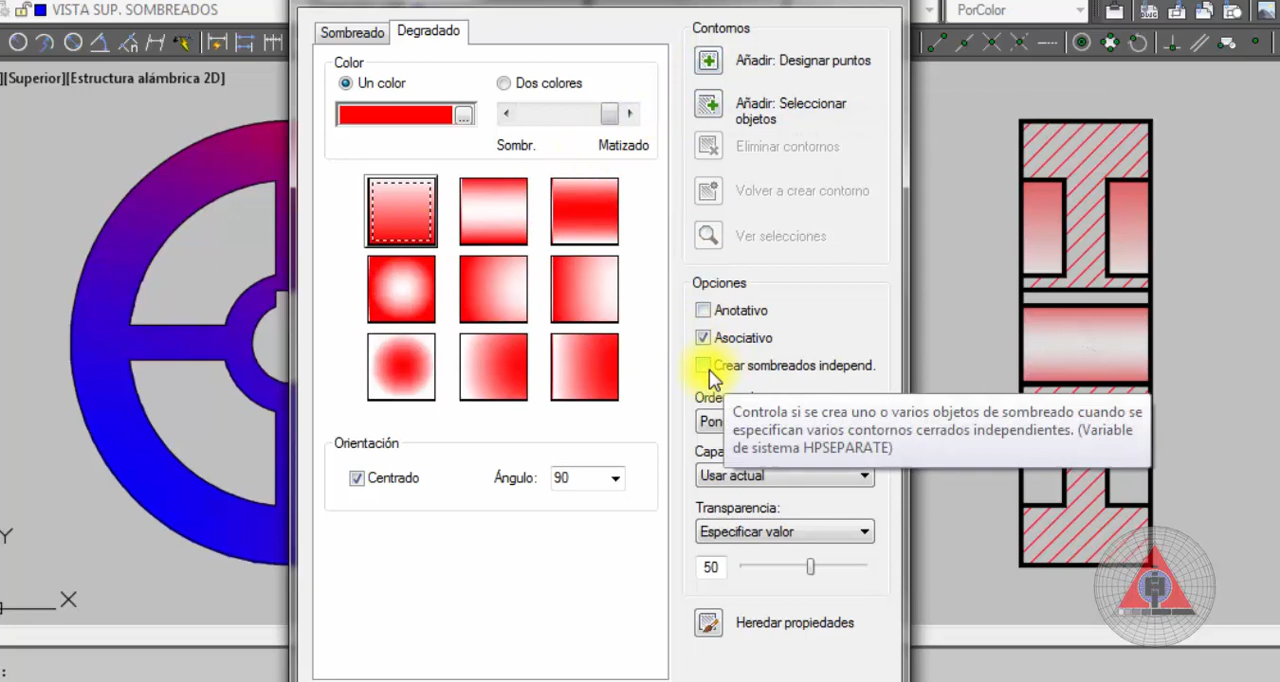 VISTA SUP. SOMBREADOS
PorColor
][Superior][Estructura alámbrica 2D]
Sombreado
Degradado
Color
Un color
Dos colores
...
Sombr.
Matizado
Orientación
Centrado
Ángulo:
90
Contornos
Añadir: Designar puntos
Añadir: Seleccionar
objetos
Eliminar contornos
Volver a crear contorno
Ver selecciones
Opciones
Anotativo
Asociativo
Crear sombreados independ.
Orde
Pon
Controla si se crea uno o varios objetos de sombreado cuando se
especifican varios contornos cerrados independientes. (Variable
de sistema HPSEPARATE)
Capa
Usar actual
Transparencia:
Especificar valor
50
Heredar propiedades
Y
X
:
H